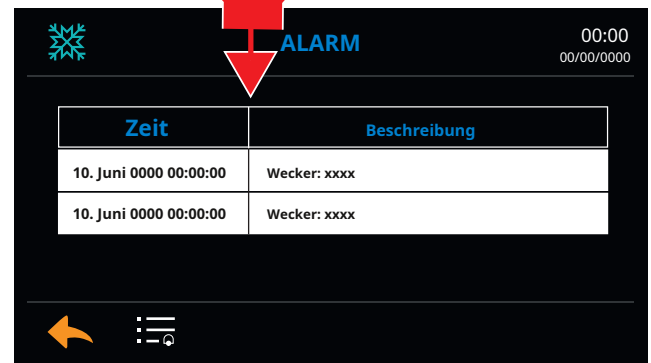 ALARM
00:00
00/00/0000
Zeit
Beschreibung
10. Juni 0000 00:00:00
Wecker: xxxx
10. Juni 0000 00:00:00
Wecker: xxxx